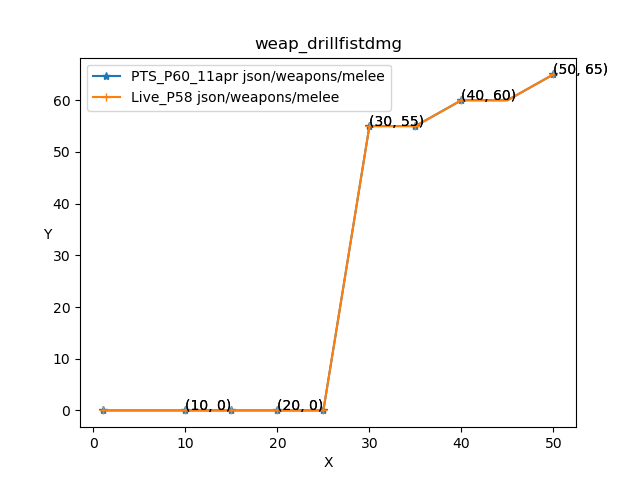 weap_drillfistdmg
PTS_P60_11apr json/weapons/melee
Live_P58 json/weapons/melee
(50, 65)
(40, 60)
(30, 55)
(10, 0)
(20, 0)
60
50
40
30
20
10
0
Y
0 10 20 30 40 50
X